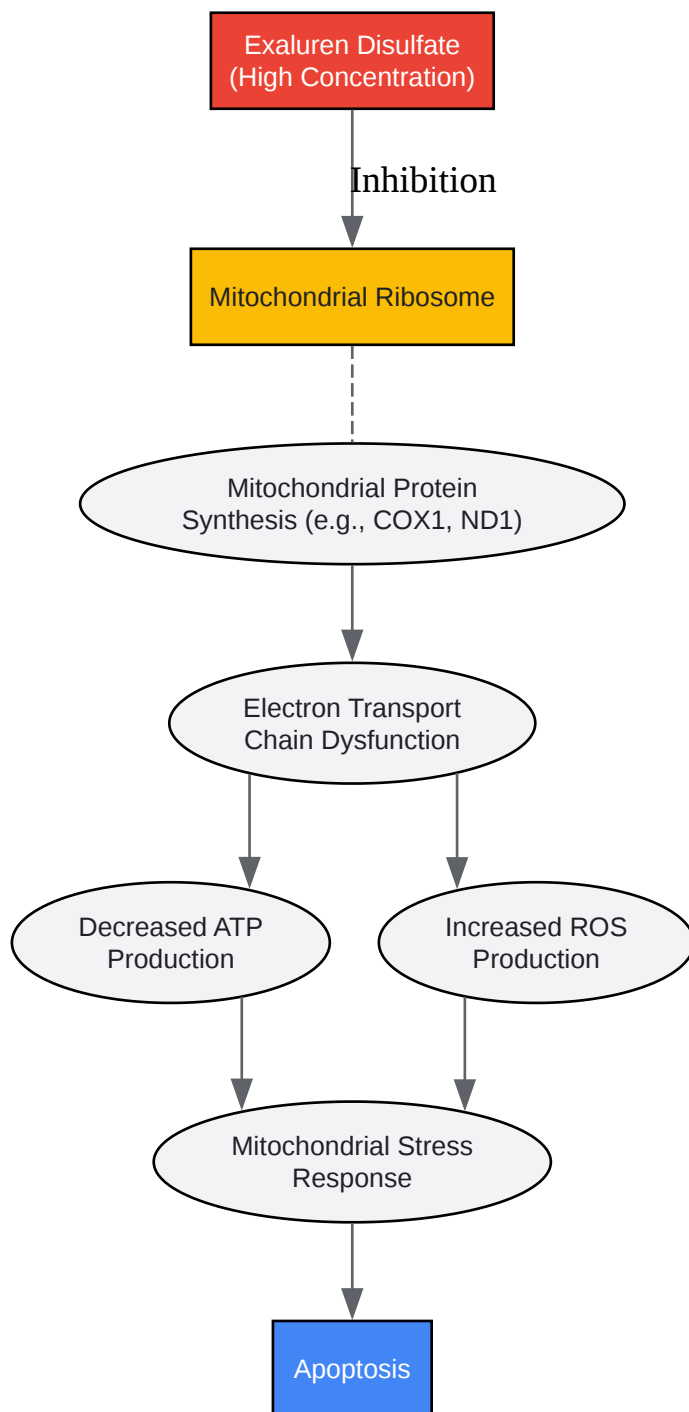 Exaluren Disulfate
(High Concentration)
Inhibition
Mitochondrial Ribosome
Mitochondrial Protein
Synthesis (e.g., COX1, ND1)
Electron Transport
Chain Dysfunction
Decreased ATP
Production
Increased ROS
Production
Mitochondrial Stress
Response
Apoptosis